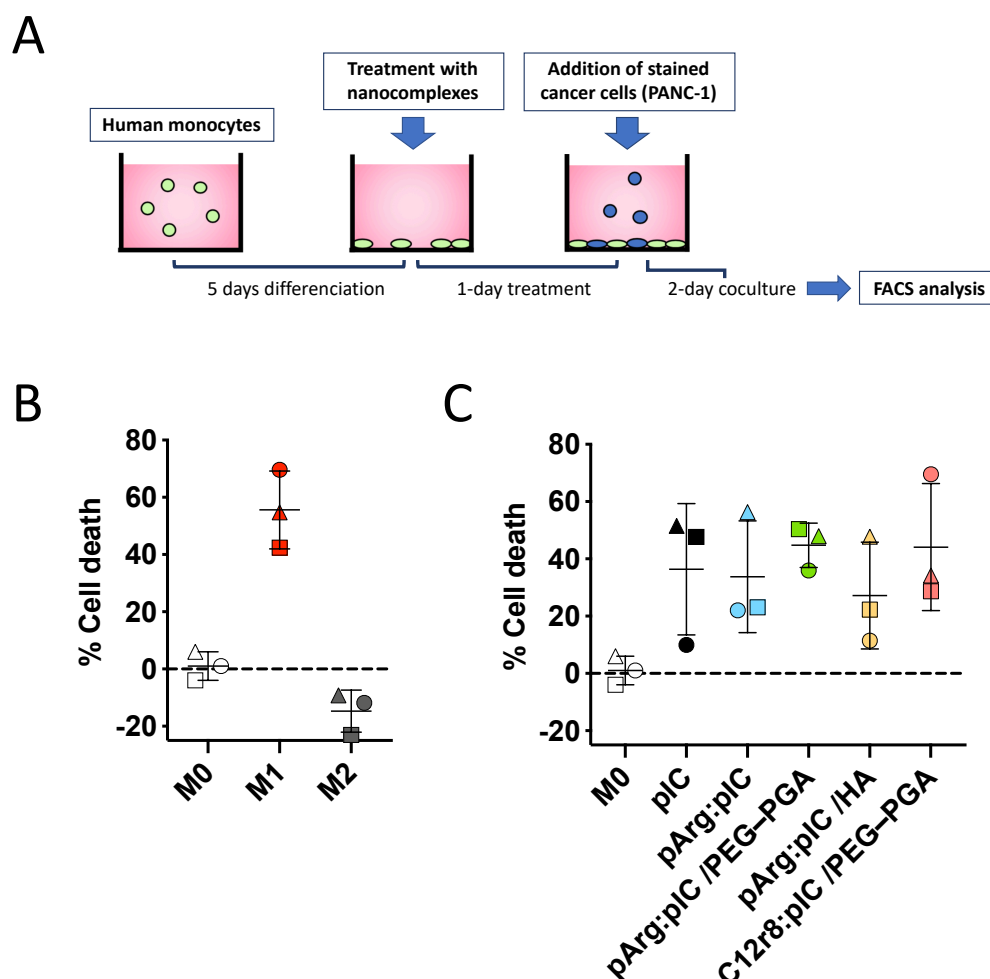 A
Human monocytes
Treatment with
nanocomplexes
Addition of stained
cancer cells (PANC-1)
5 days differenciation
1-day treatment
2-day coculture
FACS analysis
B
% Cell death
80
60
40
20
0
-20
M0
M1
M2
C
% Cell death
80
60
40
20
0
-20
M0
pIC
pArg:pIC
pArg:pIC /PEG–PGA
pArg:pIC /HA
C12r8:pIC /PEG–PGA